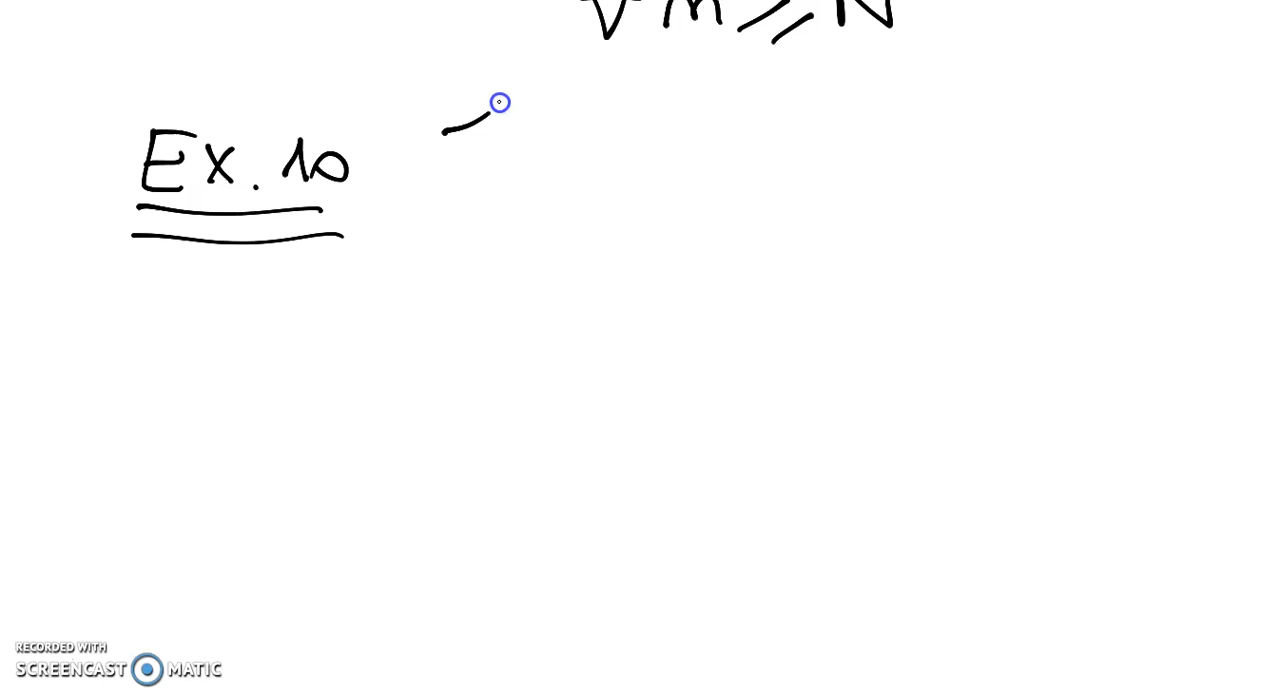 ∀ n ⩾ N
Ex. 10
RECORDED WITH
SCREENCAST MATIC